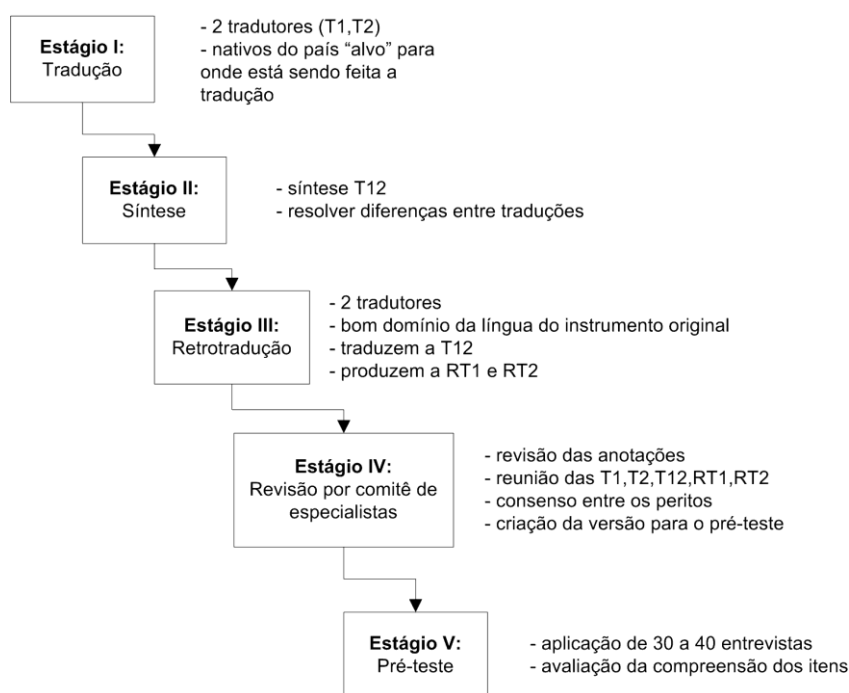 Estágio I:
Tradução
- 2 tradutores (T1,T2)
- nativos do país “alvo” para
onde está sendo feita a
tradução
Estágio II:
Síntese
- síntese T12
- resolver diferenças entre traduções
Estágio III:
Retrotradução
- 2 tradutores
- bom domínio da língua do instrumento original
- traduzem a T12
- produzem a RT1 e RT2
Estágio IV:
Revisão por comitê de
especialistas
- revisão das anotações
- reunião das T1,T2,T12,RT1,RT2
- consenso entre os peritos
- criação da versão para o pré-teste
Estágio V:
Pré-teste
- aplicação de 30 a 40 entrevistas
- avaliação da compreensão dos itens